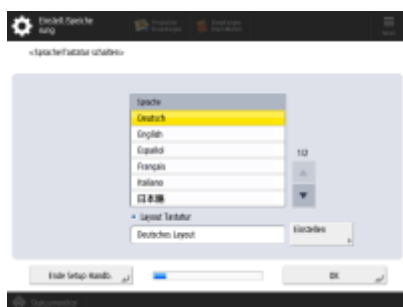 Einstell./Speiche
rung
<Sprache/Tastatur schalten>
Sprache
Deutsch
English
Español
Français
Italiano
日本語
1/2
Layout Tastatur
Deutsches Layout
Einstellen
Ende Setup-Handb.
OK
Statusmonitor